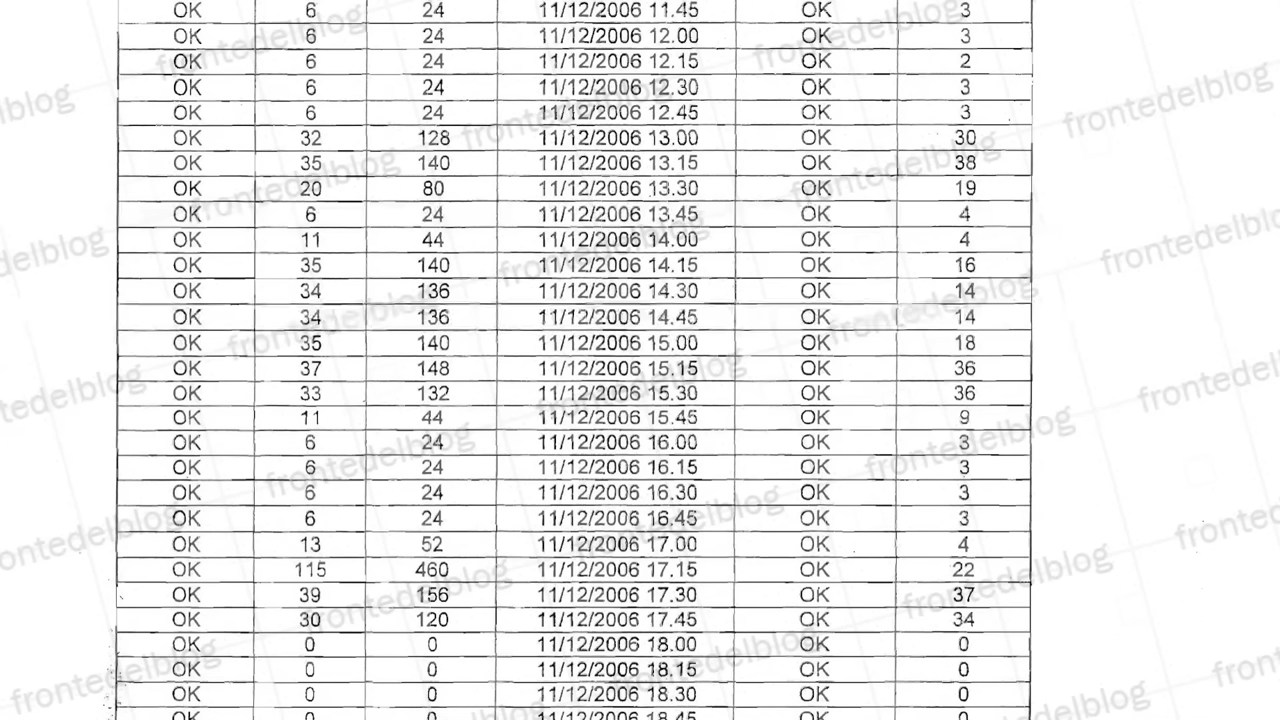 OK 6 24 11/12/2006 11.45 OK 3
OK 6 24 11/12/2006 12.00 OK 3
OK 6 24 11/12/2006 12.15 OK 2
OK 6 24 11/12/2006 12.30 OK 3
OK 6 24 11/12/2006 12.45 OK 3
OK 32 128 11/12/2006 13.00 OK 30
OK 35 140 11/12/2006 13.15 OK 38
OK 20 80 11/12/2006 13.30 OK 19
OK 6 24 11/12/2006 13.45 OK 4
OK 11 44 11/12/2006 14.00 OK 4
OK 35 140 11/12/2006 14.15 OK 16
OK 34 136 11/12/2006 14.30 OK 14
OK 34 136 11/12/2006 14.45 OK 14
OK 35 140 11/12/2006 15.00 OK 18
OK 37 148 11/12/2006 15.15 OK 36
OK 33 132 11/12/2006 15.30 OK 36
OK 11 44 11/12/2006 15.45 OK 9
OK 6 24 11/12/2006 16.00 OK 3
OK 6 24 11/12/2006 16.15 OK 3
OK 6 24 11/12/2006 16.30 OK 3
OK 6 24 11/12/2006 16.45 OK 3
OK 13 52 11/12/2006 17.00 OK 4
OK 115 460 11/12/2006 17.15 OK 22
OK 39 156 11/12/2006 17.30 OK 37
OK 30 120 11/12/2006 17.45 OK 34
OK 0 0 11/12/2006 18.00 OK 0
OK 0 0 11/12/2006 18.15 OK 0
OK 0 0 11/12/2006 18.30 OK 0
OK 0 0 11/12/2006 18.45 OK 0
frontedelblog